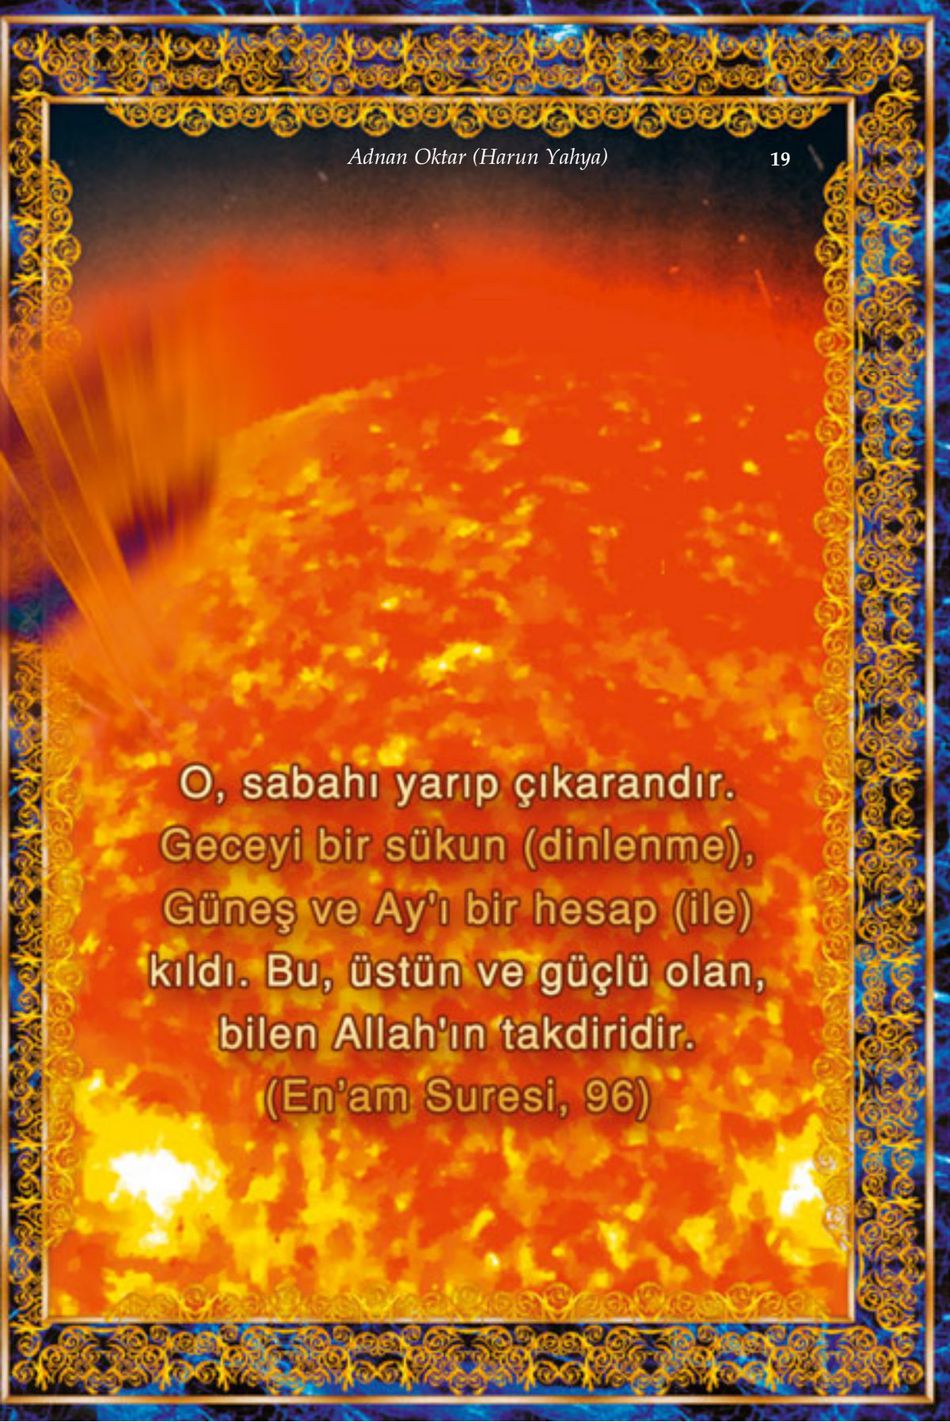 Adnan Oktar (Harun Yahya) 19
O, sabahı yarıp çıkarandır.
Geceyi bir sükun (dinlenme),
Güneş ve Ay'ı bir hesap (ile)
kıldı. Bu, üstün ve güçlü olan,
bilen Allah'ın takdiridir.
(En’am Suresi, 96)